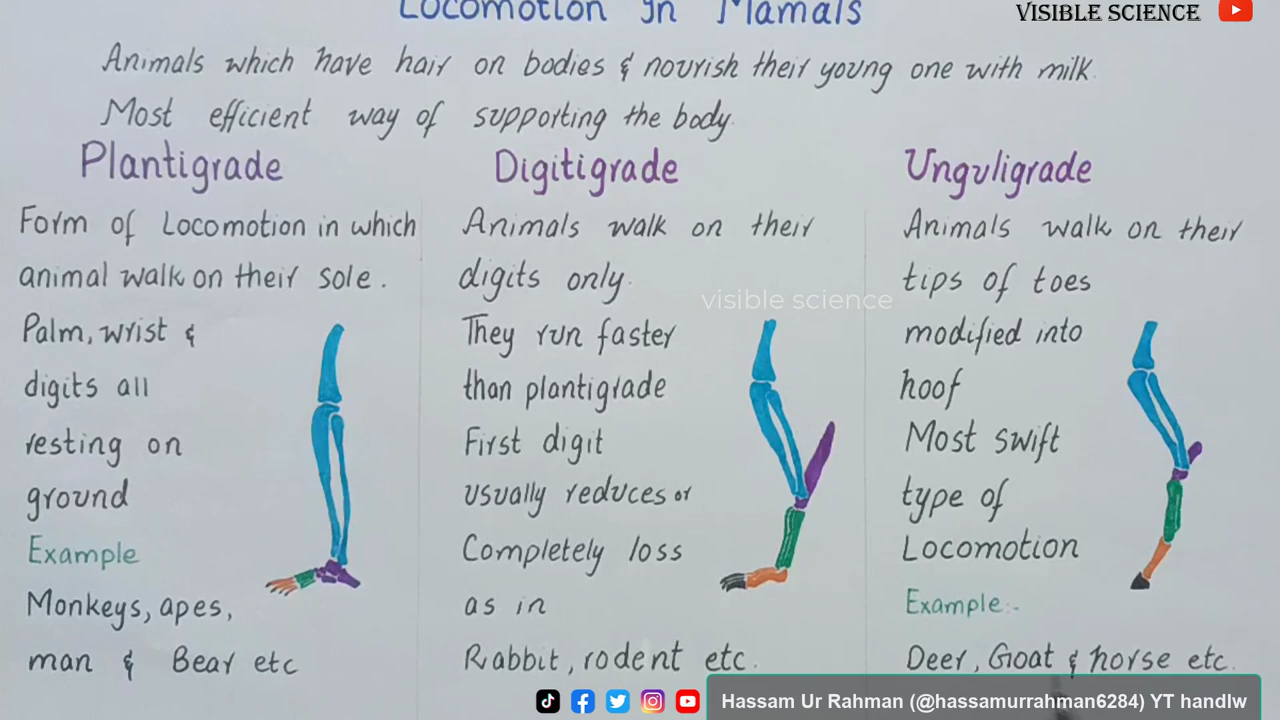 Locomotion In Mamals
VISIBLE SCIENCE
Animals which have hair on bodies & nourish their young one with milk.
Most efficient way of supporting the body.
Plantigrade
Form of Locomotion in which
animal walk on their sole.
Palm, wrist &
digits all
resting on
ground
Example
Monkeys, apes,
man & Bear etc
Digitigrade
Animals walk on their
digits only.
visible science
They run faster
than plantigrade
First digit
usually reduces or
Completely loss
as in
Rabbit, rodent etc.
Unguligrade
Animals walk on their
tips of toes
modified into
hoof
Most swift
type of
Locomotion
Example:-
Deer, Goat & horse etc.
Hassam Ur Rahman (@hassamurrahman6284) YT handlw